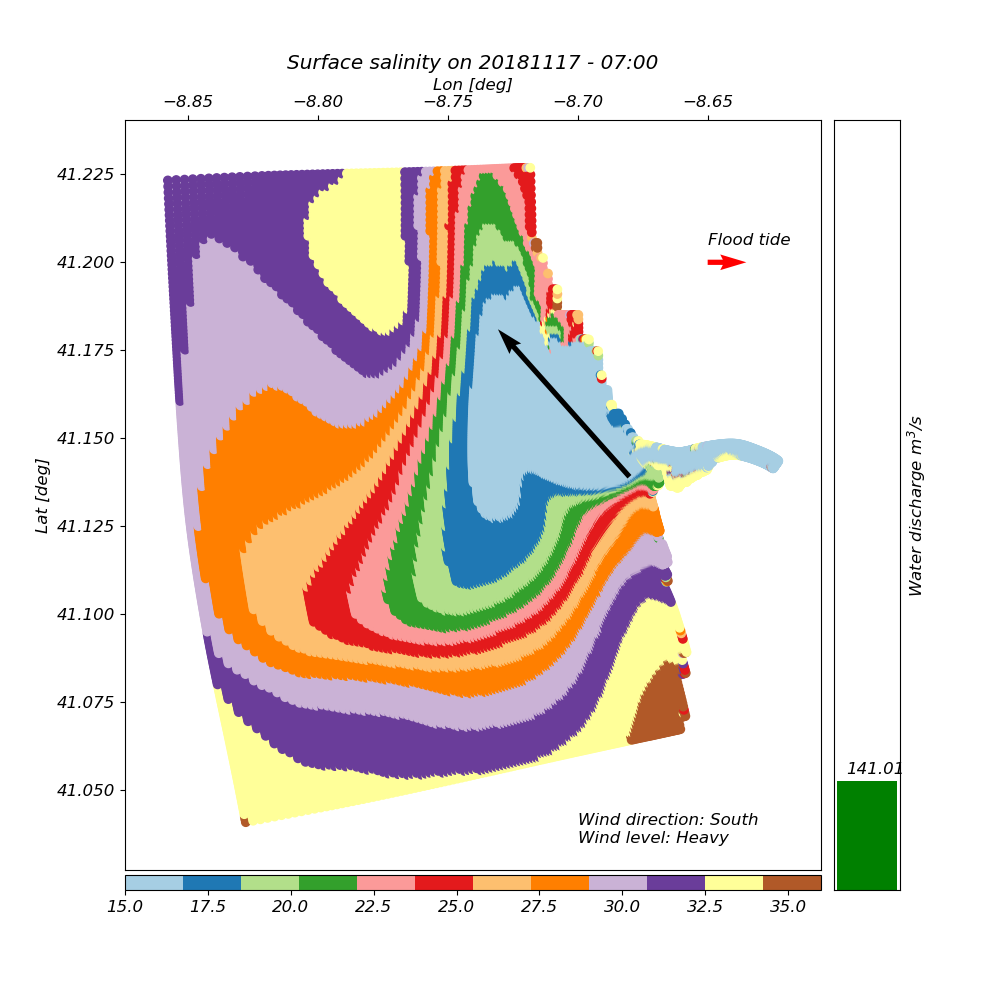 Surface salinity on 20181117 - 07:00
Lon [deg]
−8.85 −8.80 −8.75 −8.70 −8.65
41.225
41.200
41.175
41.150
41.125
41.100
41.075
41.050
Lat [deg]
Flood tide
Wind direction: South
Wind level: Heavy
15.0 17.5 20.0 22.5 25.0 27.5 30.0 32.5 35.0
141.01
Water discharge m³/s